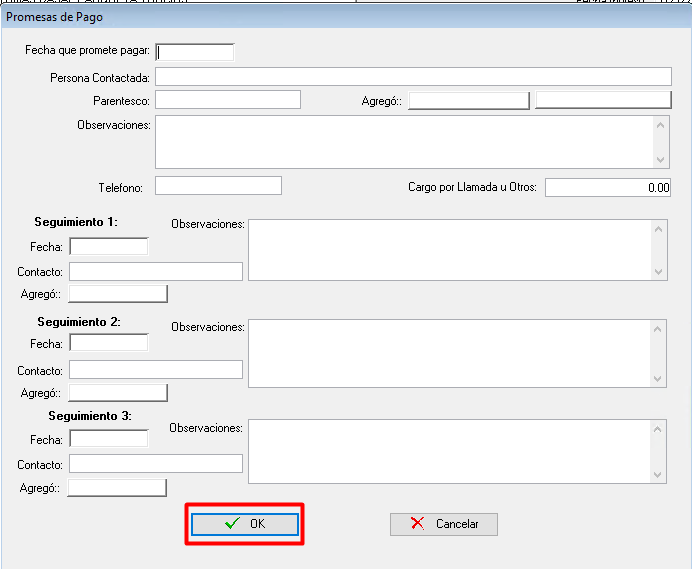 Promesas de Pago
Fecha que promete pagar:
Persona Contactada:
Parentesco: Agregó::
Observaciones:
Telefono: Cargo por Llamada u Otros: 0.00
Seguimiento 1: Observaciones:
Fecha:
Contacto:
Agregó::
Seguimiento 2: Observaciones:
Fecha:
Contacto:
Agregó::
Seguimiento 3: Observaciones:
Fecha:
Contacto:
Agregó::
OK Cancelar